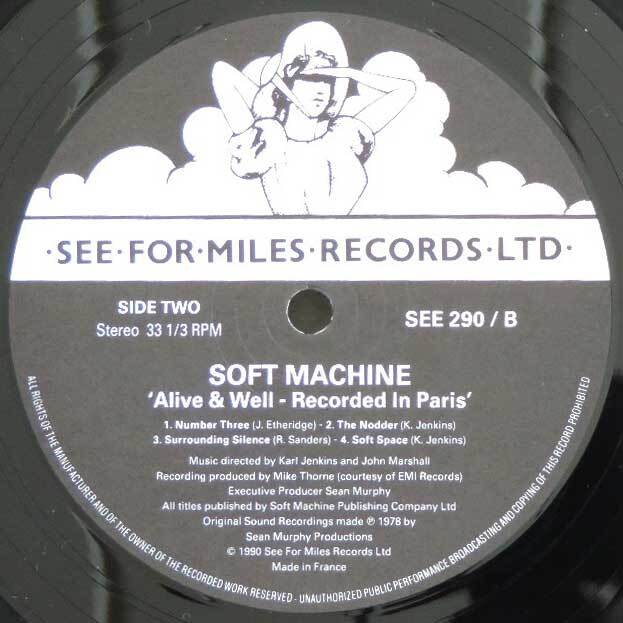 ·SEE·FOR·MILES·RECORDS·LTD·
SIDE TWO
Stereo 33 1/3 RPM
SEE 290 / B
SOFT MACHINE
‘Alive & Well - Recorded In Paris’
1. Number Three (J. Etheridge) - 2. The Nodder (K. Jenkins)
3. Surrounding Silence (R. Sanders) - 4. Soft Space (K. Jenkins)
Music directed by Karl Jenkins and John Marshall
Recording produced by Mike Thorne (courtesy of EMI Records)
Executive Producer Sean Murphy
All titles published by Soft Machine Publishing Company Ltd
Original Sound Recordings made ℗ 1978 by
Sean Murphy Productions
© 1990 See For Miles Records Ltd
Made in France
ALL RIGHTS OF THE MANUFACTURER AND OF THE OWNER OF THE RECORDED WORK RESERVED - UNAUTHORIZED PUBLIC PERFORMANCE BROADCASTING AND COPYING OF THIS RECORD PROHIBITED